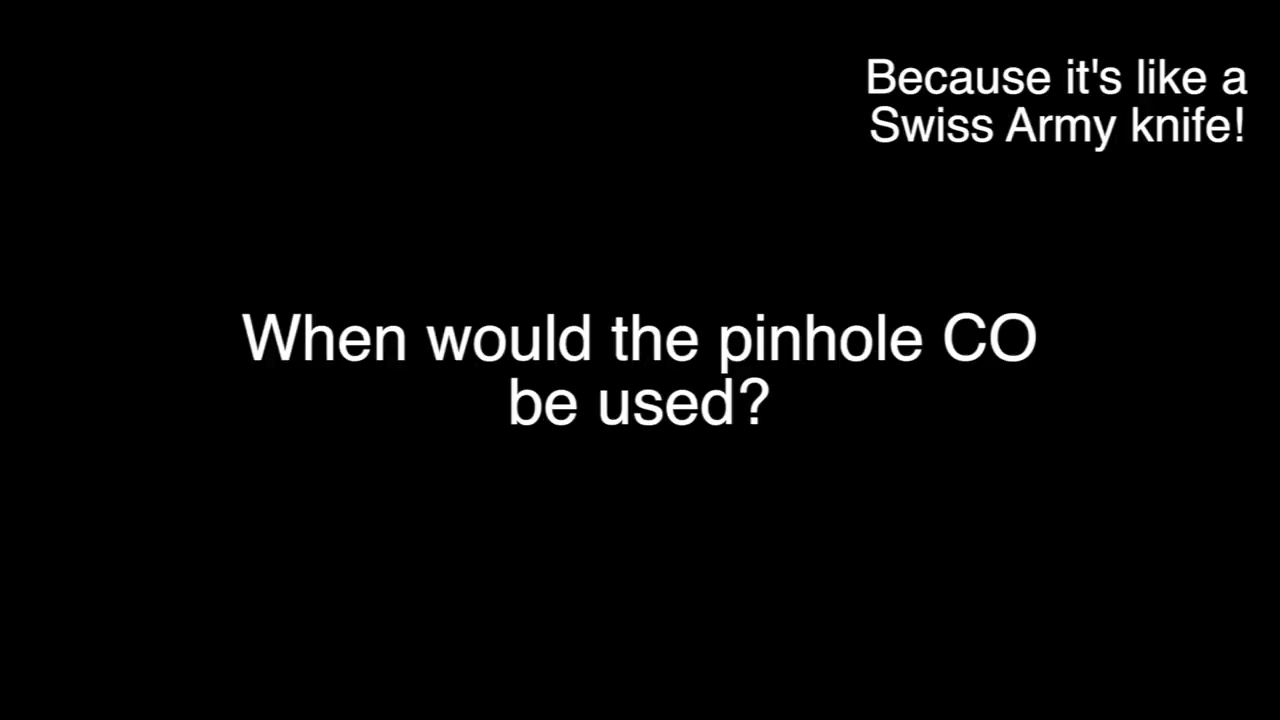 Because it's like a
Swiss Army knife!
When would the pinhole CO
be used?